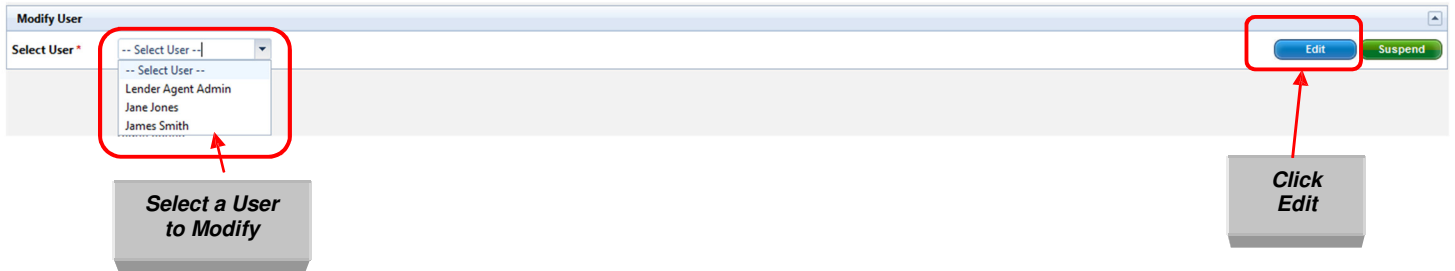 Modify User
Select User * -- Select User -- Edit Suspend
-- Select User --
Lender Agent Admin
Jane Jones
James Smith
Select a User
to Modify
Click
Edit